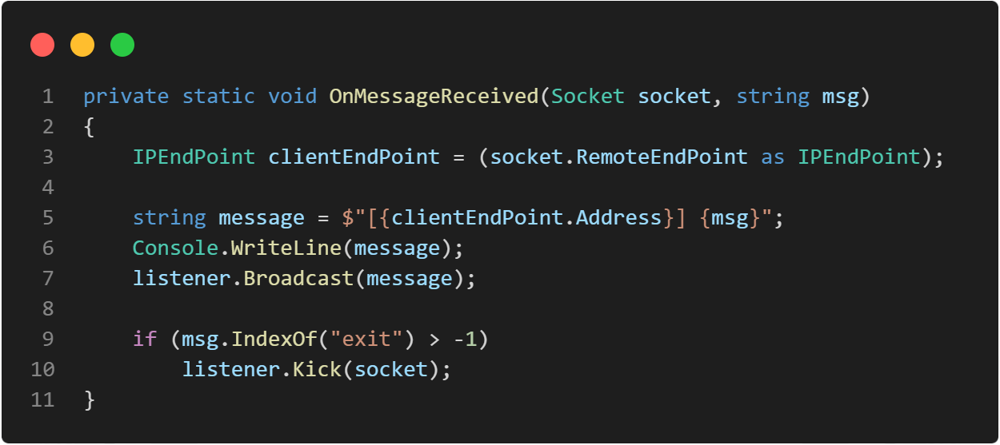 1 private static void OnMessageReceived(Socket socket, string msg)
2 {
3     IPEndPoint clientEndPoint = (socket.RemoteEndPoint as IPEndPoint);
4
5     string message = $"[{clientEndPoint.Address}] {msg}";
6     Console.WriteLine(message);
7     listener.Broadcast(message);
8
9     if (msg.IndexOf("exit") > -1)
10         listener.Kick(socket);
11 }